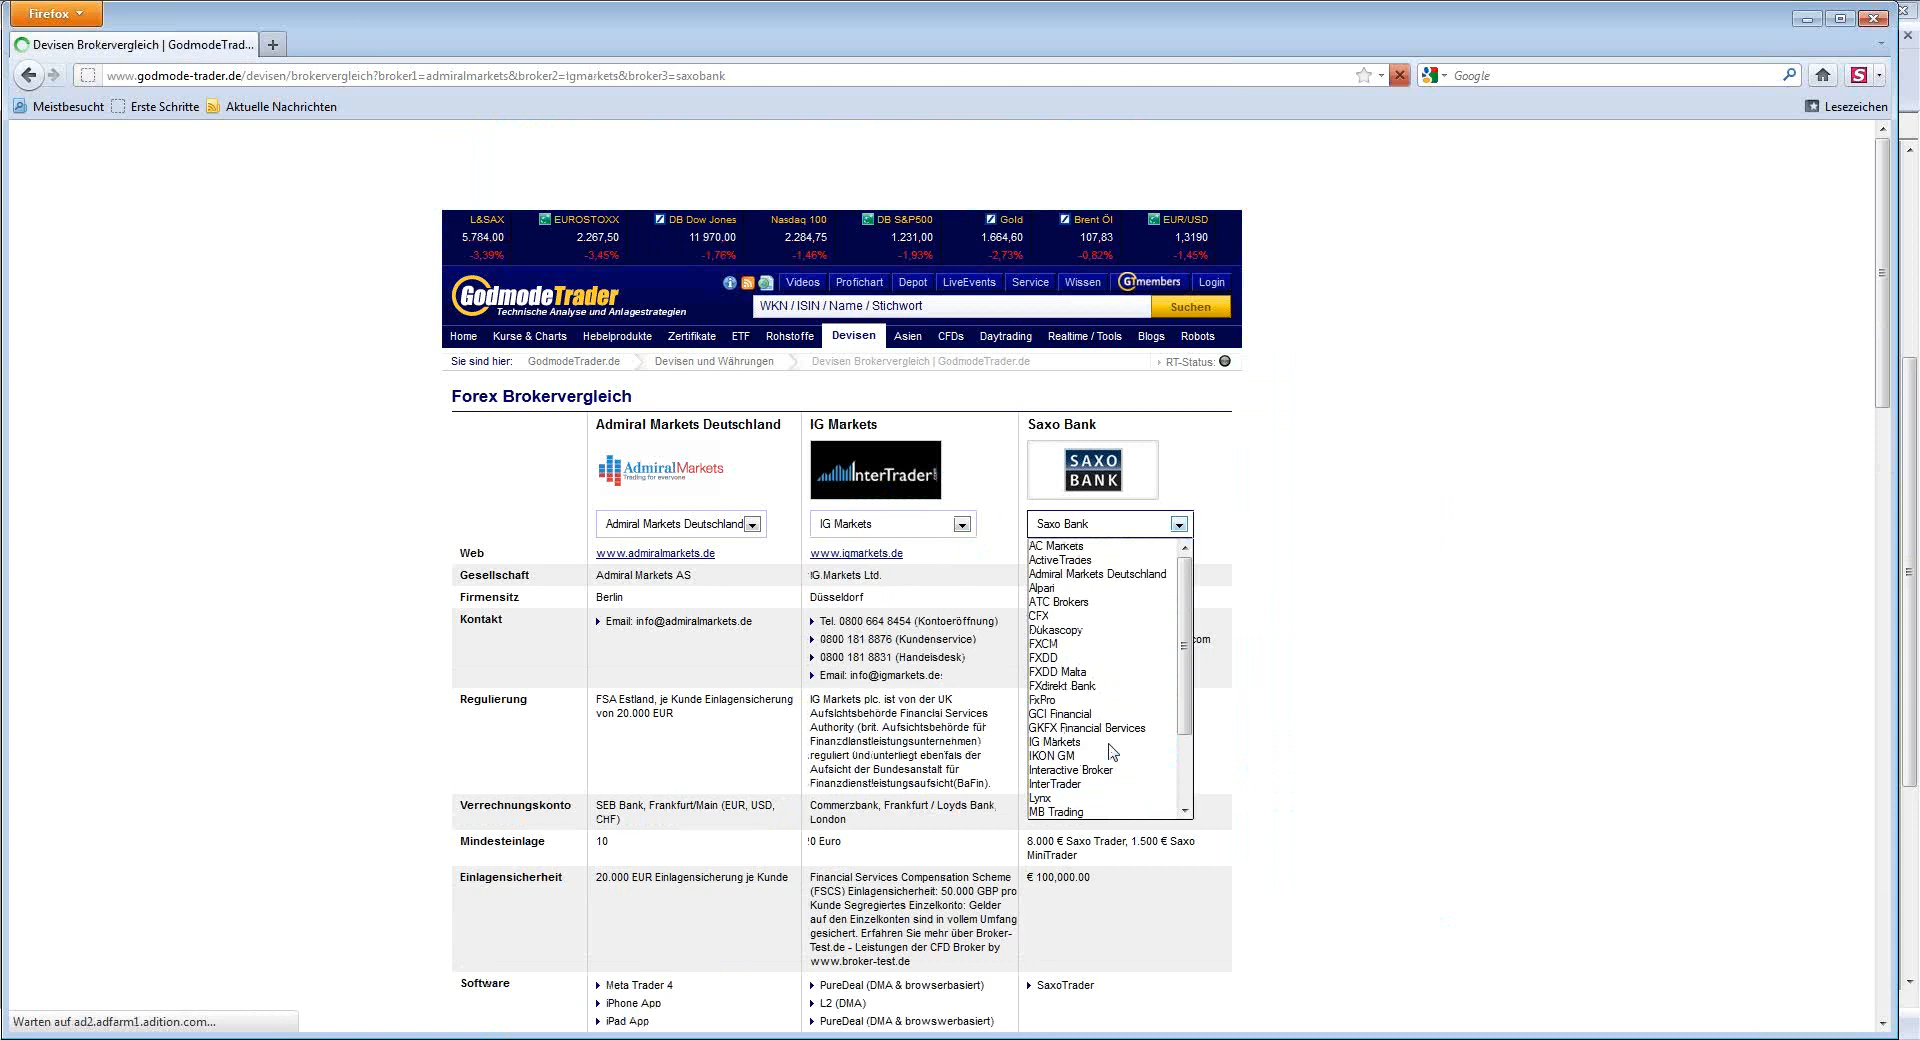 Firefox
Devisen Brokervergleich | GodmodeTrad...
www.godmode-trader.de/devisen/brokervergleich?broker1=admiralmarkets&broker2=igmarkets&broker3=saxobank
Google
Meistbesucht Erste Schritte Aktuelle Nachrichten
Lesezeichen
L&SAX EUROSTOXX DB Dow Jones Nasdaq 100 DB S&P500 Gold Brent Öl EUR/USD
5.784,00 2.267,50 11 970,00 2.284,75 1.231,00 1.664,60 107,83 1,3190
-3,39% -3,45% -1,76% -1,46% -1,93% -2,73% -0,82% -1,45%
Videos Profichart Depot LiveEvents Service Wissen GTmembers Login
GodmodeTrader
Technische Analyse und Anlagestrategien
WKN / ISIN / Name / Stichwort
Suchen
Home Kurse & Charts Hebelprodukte Zertifikate ETF Rohstoffe Devisen Asien CFDs Daytrading Realtime / Tools Blogs Robots
Sie sind hier: GodmodeTrader.de Devisen und Währungen Devisen Brokervergleich | GodmodeTrader.de
RT-Status:
Forex Brokervergleich
Admiral Markets Deutschland IG Markets Saxo Bank
AdmiralMarkets
Trading for everyone
InterTrader.com
SAXO
BANK
Admiral Markets Deutschland IG Markets Saxo Bank
Web www.admiralmarkets.de www.igmarkets.de
Gesellschaft Admiral Markets AS IG Markets Ltd.
Firmensitz Berlin Düsseldorf
Kontakt Email: info@admiralmarkets.de
Tel. 0800 664 8454 (Kontoeröffnung)
0800 181 8876 (Kundenservice)
0800 181 8831 (Handelsdesk)
Email: info@igmarkets.de
com
AC Markets
ActiveTrades
Admiral Markets Deutschland
Alpari
ATC Brokers
CFX
Dukascopy
FXCM
FXDD
FXDD Malta
FXdirekt Bank
FxPro
GCI Financial
GKFX Financial Services
IG Markets
IKON GM
Interactive Broker
InterTrader
Lynx
MB Trading
Regulierung
FSA Estland, je Kunde Einlagensicherung
von 20.000 EUR
IG Markets plc. ist von der UK
Aufsichtsbehörde Financial Services
Authority (brit. Aufsichtsbehörde für
Finanzdienstleistungsunternehmen)
reguliert und unterliegt ebenfalls der
Aufsicht der Bundesanstalt für
Finanzdienstleistungsaufsicht(BaFin).
Verrechnungskonto
SEB Bank, Frankfurt/Main (EUR, USD,
CHF)
Commerzbank, Frankfurt / Loyds Bank,
London
Mindesteinlage 10 0 Euro
8.000 € Saxo Trader, 1.500 € Saxo
MiniTrader
Einlagensicherheit 20.000 EUR Einlagensicherung je Kunde
Financial Services Compensation Scheme
(FSCS) Einlagensicherheit: 50.000 GBP pro
Kunde Segregiertes Einzelkonto: Gelder
auf den Einzelkonten sind in vollem Umfang
gesichert. Erfahren Sie mehr über Broker-
Test.de - Leistungen der CFD Broker by
www.broker-test.de
€ 100,000.00
Software
Meta Trader 4
iPhone App
iPad App
PureDeal (DMA & browserbasiert)
L2 (DMA)
PureDeal (DMA & browswerbasiert)
SaxoTrader
Warten auf ad2.adfarm1.adition.com...